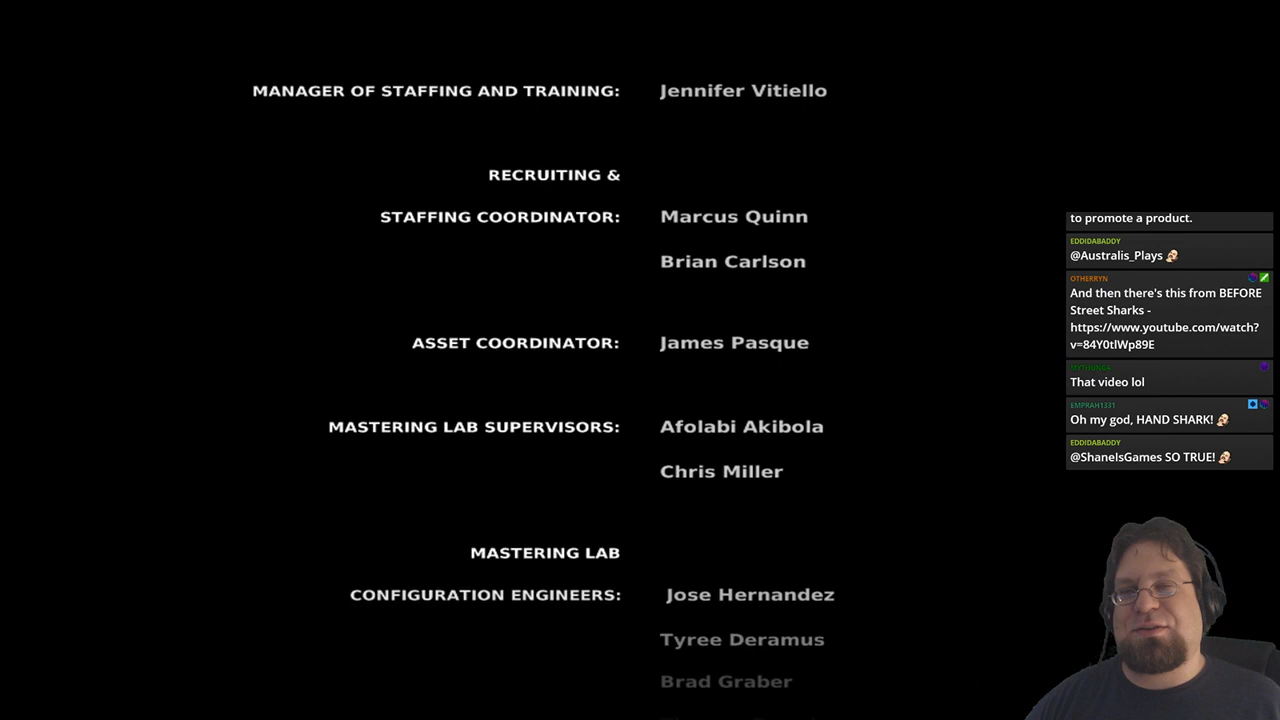 MANAGER OF STAFFING AND TRAINING: Jennifer Vitiello
RECRUITING &
STAFFING COORDINATOR: Marcus Quinn
Brian Carlson
ASSET COORDINATOR: James Pasque
MASTERING LAB SUPERVISORS: Afolabi Akibola
Chris Miller
MASTERING LAB
CONFIGURATION ENGINEERS: Jose Hernandez
Tyree Deramus
Brad Graber
to promote a product.
EDDIDABADDY
@Australis_Plays
OTHERRYN
And then there's this from BEFORE
Street Sharks -
https://www.youtube.com/watch?
v=84Y0tIWp89E
That video lol
EMPRAH1331
Oh my god, HAND SHARK!
EDDIDABADDY
@ShaneIsGames SO TRUE!